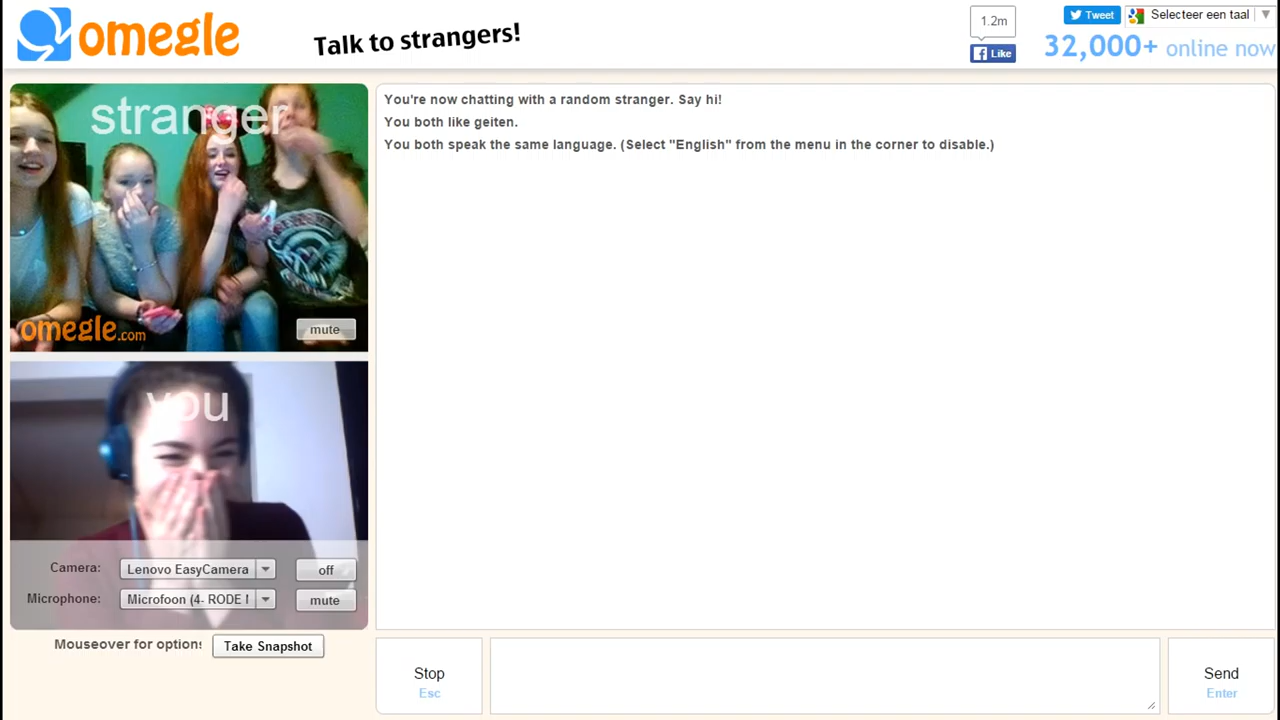 omegle
Talk to strangers!
1.2m
Like
Tweet
Selecteer een taal
32,000+ online now
stranger
omegle.com
mute
you
Camera:
Lenovo EasyCamera
off
Microphone:
Microfoon (4- RODE
mute
Mouseover for options
Take Snapshot
You're now chatting with a random stranger. Say hi!
You both like geiten.
You both speak the same language. (Select "English" from the menu in the corner to disable.)
Stop
Esc
Send
Enter